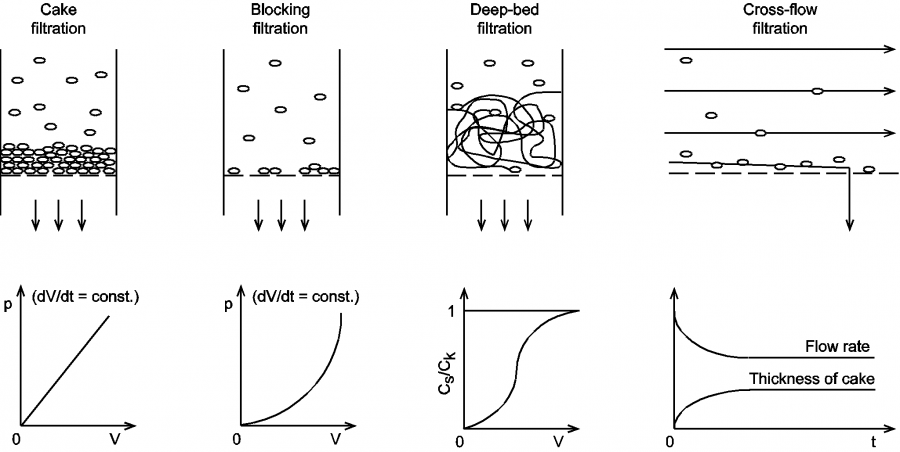 Cake
filtration
Blocking
filtration
Deep-bed
filtration
Cross-flow
filtration
p
(dV/dt = const.)
0
V
p
(dV/dt = const.)
0
V
1
Cs/Ck
0
V
Flow rate
Thickness of cake
0
t